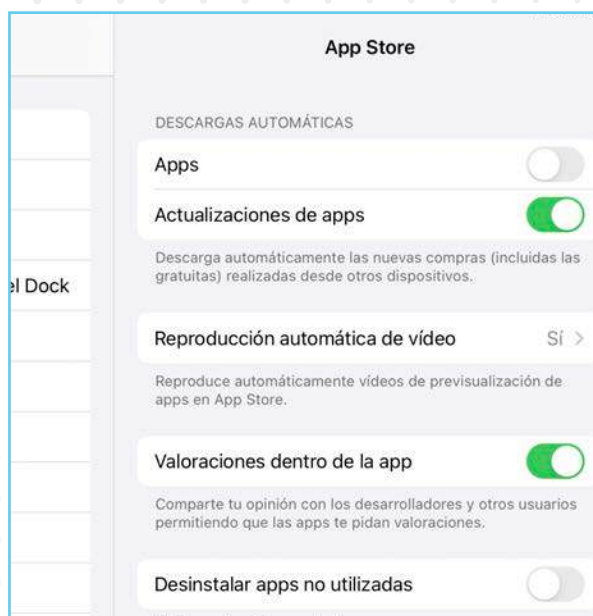 App Store
DESCARGAS AUTOMÁTICAS
Apps
Actualizaciones de apps
Descarga automáticamente las nuevas compras (incluidas las
gratuitas) realizadas desde otros dispositivos.
el Dock
Reproducción automática de vídeo Sí >
Reproduce automáticamente vídeos de previsualización de
apps en App Store.
Valoraciones dentro de la app
Comparte tu opinión con los desarrolladores y otros usuarios
permitiendo que las apps te pidan valoraciones.
Desinstalar apps no utilizadas